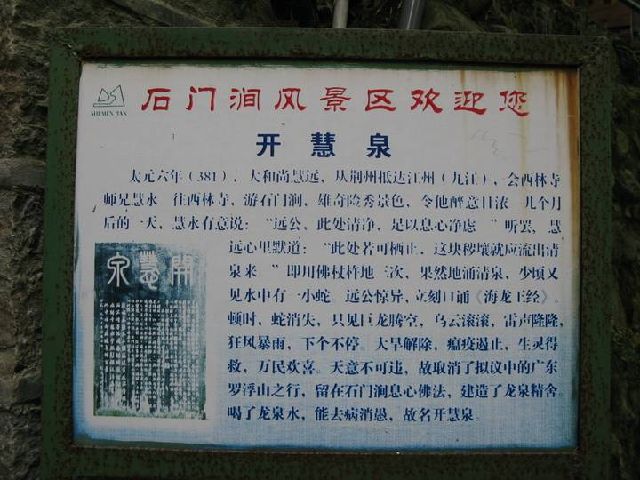 石门涧风景区欢迎您
SHIMEN JIAN
开慧泉
太元六年（381），大和尚慧远，从荆州抵达江州（九江），会西林寺
师兄慧永 往西林寺，游石门涧，雄奇险秀景色，令他醉意日浓 几个月
后的一天，慧永有意说：“远公，此处清净，足以息心净虑 ”听罢，慧
远心里默道：“此处若可栖止，这块秽壤就应流出清
泉来 ”即用佛杖杵地三次，果然地涌清泉，少顷又
见水中有一小蛇 远公惊异，立刻口诵《海龙王经》，
顿时、蛇消失，只见巨龙腾空，乌云滚滚，雷声隆隆，
狂风暴雨，下个不停，大旱解除，瘟疫遏止，生灵得
救，万民欢喜。天意不可违，故取消了拟议中的广东
罗浮山之行，留在石门涧息心佛法，建造了龙泉精舍。
喝了龙泉水，能去病消愚，故名开慧泉。
開慧泉